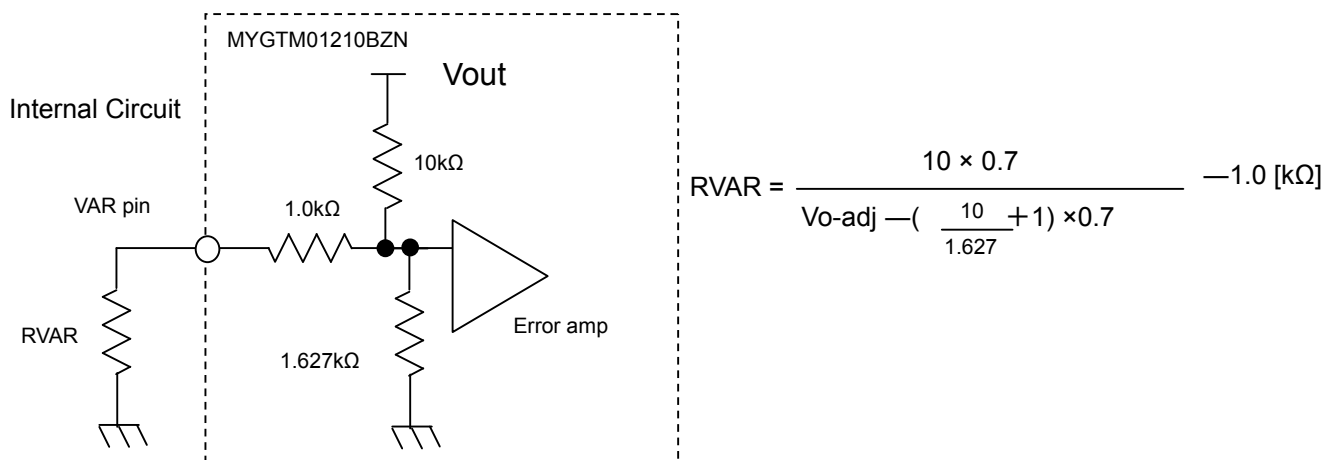 MYGTM01210BZN
Vout
Internal Circuit
10kΩ
VAR pin
1.0kΩ
RVAR
1.627kΩ
Error amp
RVAR = 10 × 0.7 —1.0 [kΩ]
Vo-adj —( 10 +1) ×0.7
1.627